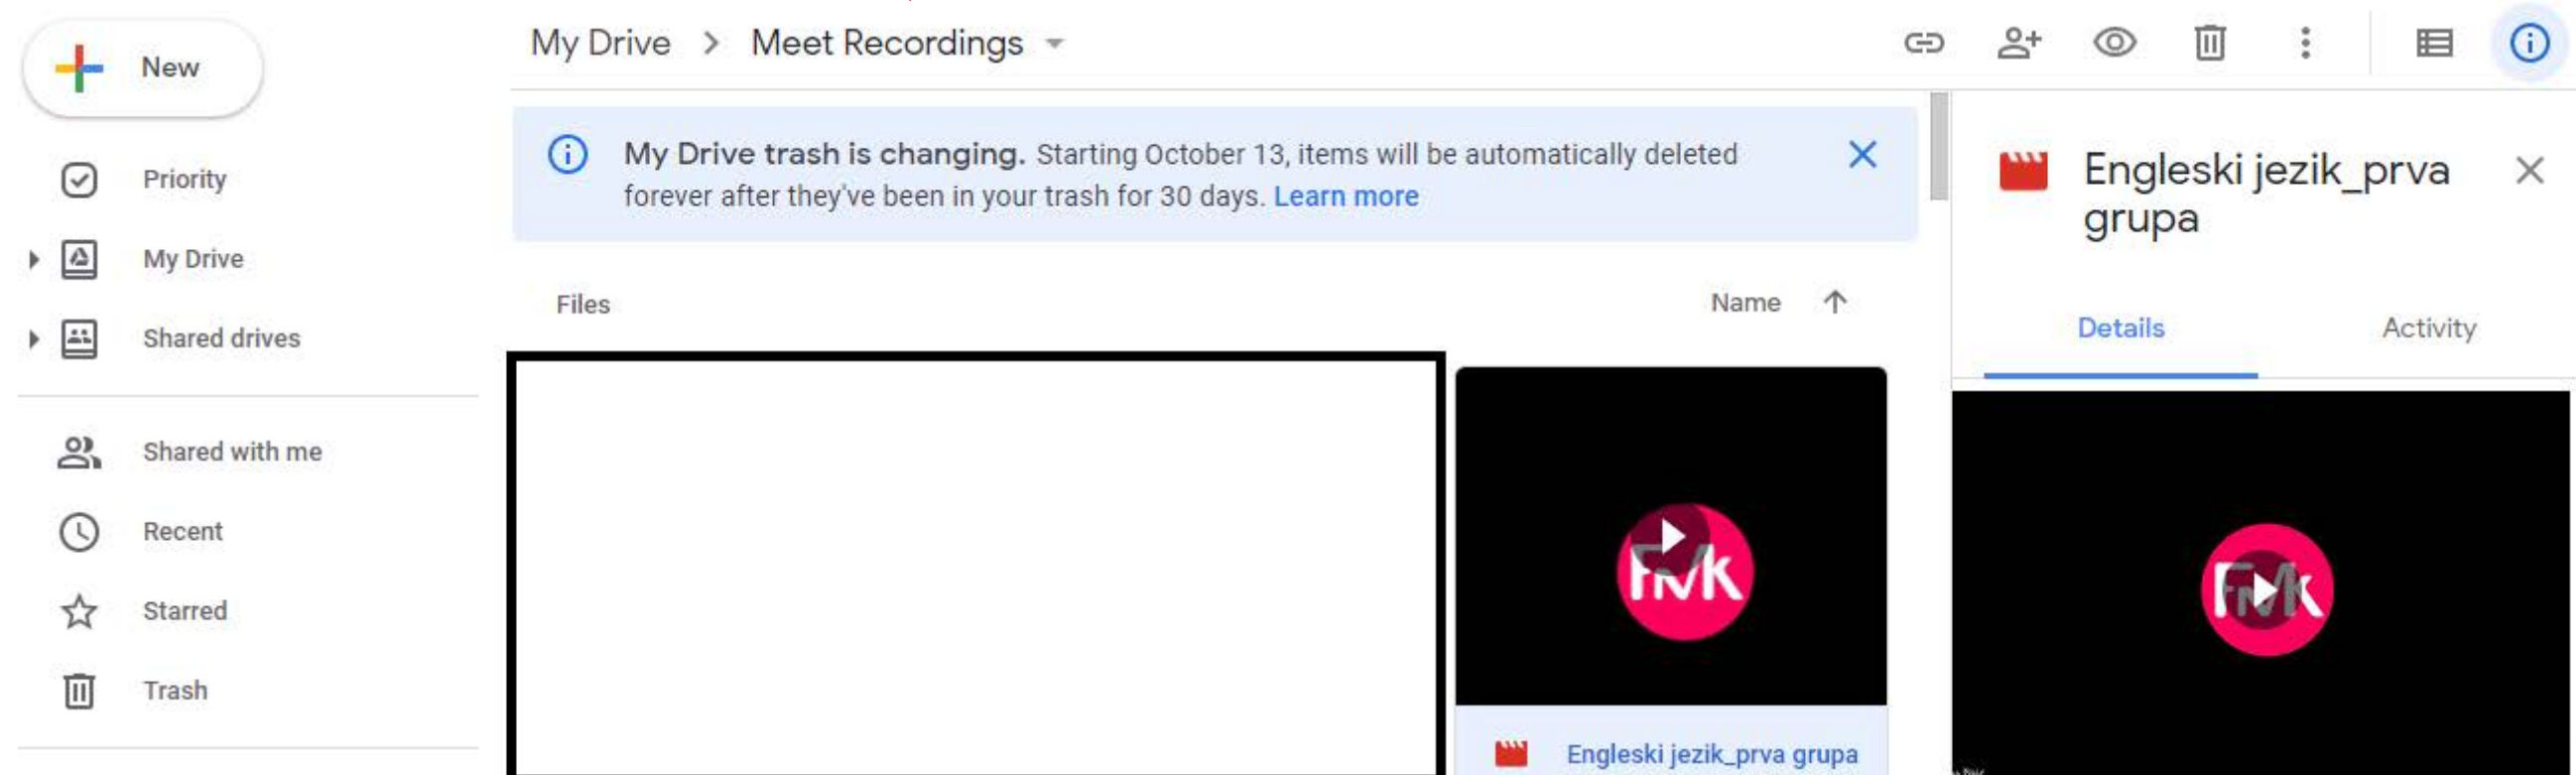 New
Priority
My Drive
Shared drives
Shared with me
Recent
Starred
Trash
My Drive > Meet Recordings
My Drive trash is changing. Starting October 13, items will be automatically deleted
forever after they've been in your trash for 30 days. Learn more
Files
Name
FMK
Engleski jezik_prva grupa
Engleski jezik_prva
grupa
Details
Activity
FMK